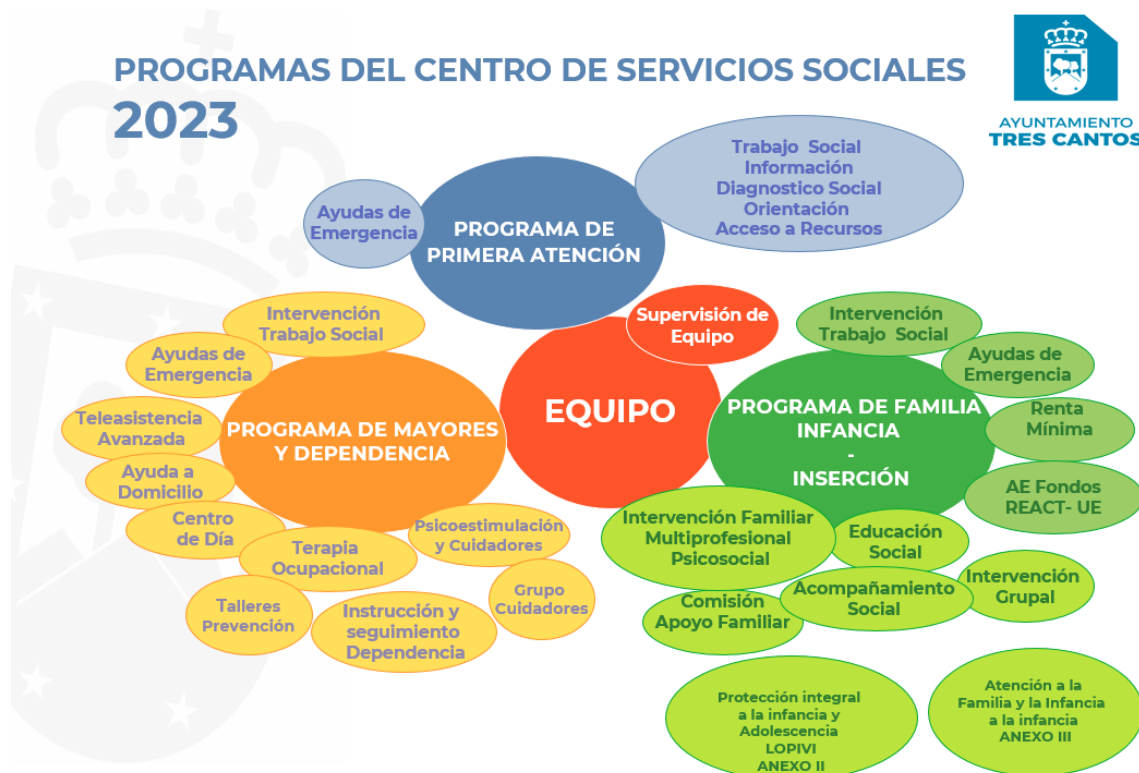 PROGRAMAS DEL CENTRO DE SERVICIOS SOCIALES
2023
AYUNTAMIENTO
TRES CANTOS
Trabajo Social
Información
Diagnostico Social
Orientación
Acceso a Recursos
Ayudas de
Emergencia
PROGRAMA DE
PRIMERA ATENCIÓN
Supervisión de
Equipo
EQUIPO
Intervención
Trabajo Social
Ayudas de
Emergencia
Teleasistencia
Avanzada
PROGRAMA DE MAYORES
Y DEPENDENCIA
Ayuda a
Domicilio
Centro
de Día
Terapia
Ocupacional
Psicoestimulación
y Cuidadores
Grupo
Cuidadores
Talleres
Prevención
Instrucción y
seguimiento
Dependencia
Intervención
Trabajo Social
Ayudas de
Emergencia
PROGRAMA DE FAMILIA
INFANCIA
-
INSERCIÓN
Renta
Mínima
AE Fondos
REACT- UE
Intervención Familiar
Multiprofesional
Psicosocial
Educación
Social
Intervención
Grupal
Acompañamiento
Social
Comisión
Apoyo Familiar
Protección integral
a la infancia y
Adolescencia
LOPIVI
ANEXO II
Atención a la
Familia y la Infancia
a la infancia
ANEXO III